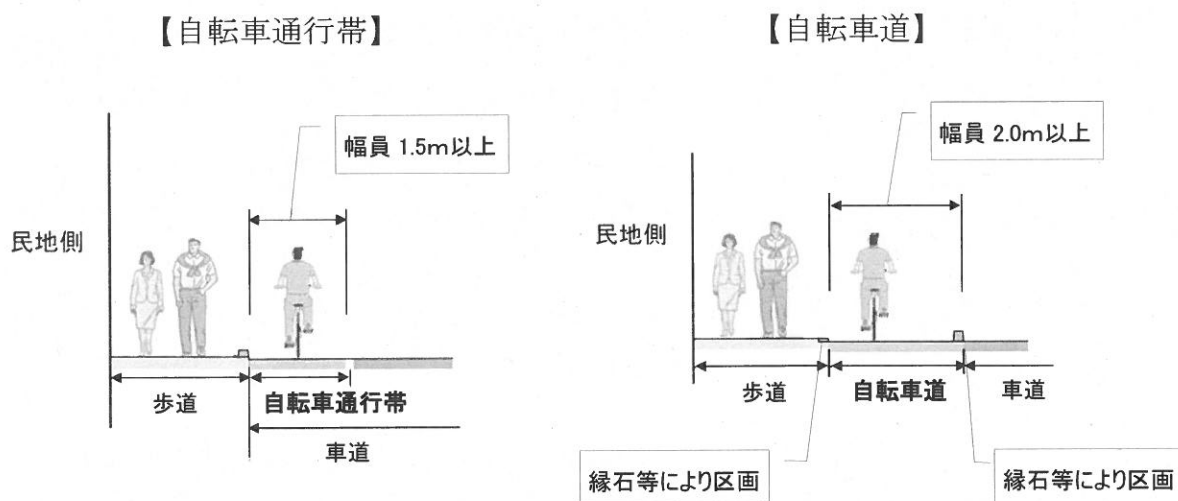 【自転車通行帯】
幅員 1.5m以上
民地側
歩道
自転車通行帯
車道
【自転車道】
幅員 2.0m以上
民地側
歩道
自転車道
車道
縁石等により区画
縁石等により区画